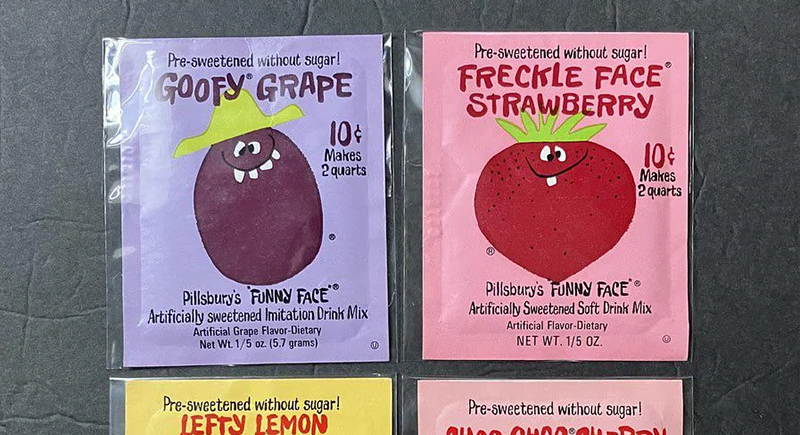 Pre-sweetened without sugar!
GOOFY® GRAPE
10¢
Makes
2 quarts
®
Pillsbury's "FUNNY FACE"®
Artificially sweetened Imitation Drink Mix
Artificial Grape Flavor-Dietary
Net Wt. 1/5 oz. (5.7 grams)
U
Pre-sweetened without sugar!
FRECKLE FACE®
STRAWBERRY
10¢
Makes
2 quarts
®
Pillsbury's "FUNNY FACE"®
Artificially Sweetened Soft Drink Mix
Artificial Flavor-Dietary
NET WT. 1/5 OZ.
U
Pre-sweetened without sugar!
LEFTY LEMON
Pre-sweetened without sugar!